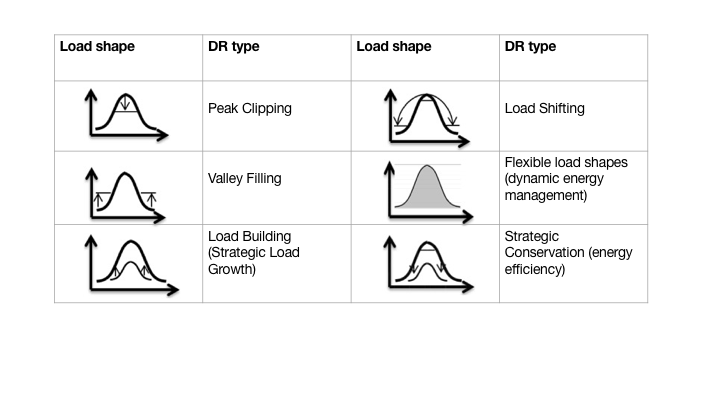 Load shape
DR type
Load shape
DR type
Peak Clipping
Load Shifting
Valley Filling
Flexible load shapes
(dynamic energy
management)
Load Building
(Strategic Load
Growth)
Strategic
Conservation (energy
efficiency)